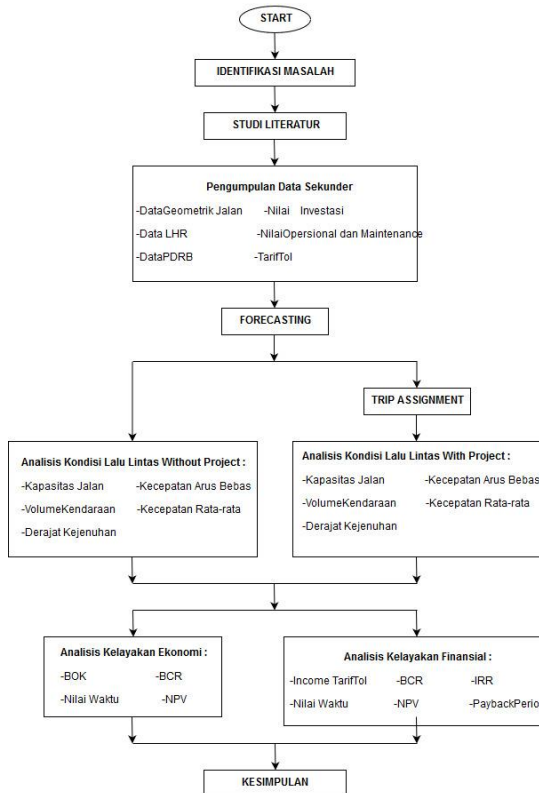 START
IDENTIFIKASI MASALAH
STUDI LITERATUR
Pengumpulan Data Sekunder
-DataGeometrik Jalan -Nilai Investasi
-Data LHR -NilaiOpersional dan Maintenance
-DataPDRB -TarifTol
FORECASTING
TRIP ASSIGNMENT
Analisis Kondisi Lalu Lintas Without Project :
-Kapasitas Jalan -Kecepatan Arus Bebas
-VolumeKendaraan -Kecepatan Rata-rata
-Derajat Kejenuhan
Analisis Kondisi Lalu Lintas With Project :
-Kapasitas Jalan -Kecepatan Arus Bebas
-VolumeKendaraan -Kecepatan Rata-rata
-Derajat Kejenuhan
Analisis Kelayakan Ekonomi :
-BOK -BCR
-Nilai Waktu -NPV
Analisis Kelayakan Finansial :
-Income TarifTol -BCR -IRR
-Nilai Waktu -NPV -PaybackPerio
KESIMPULAN